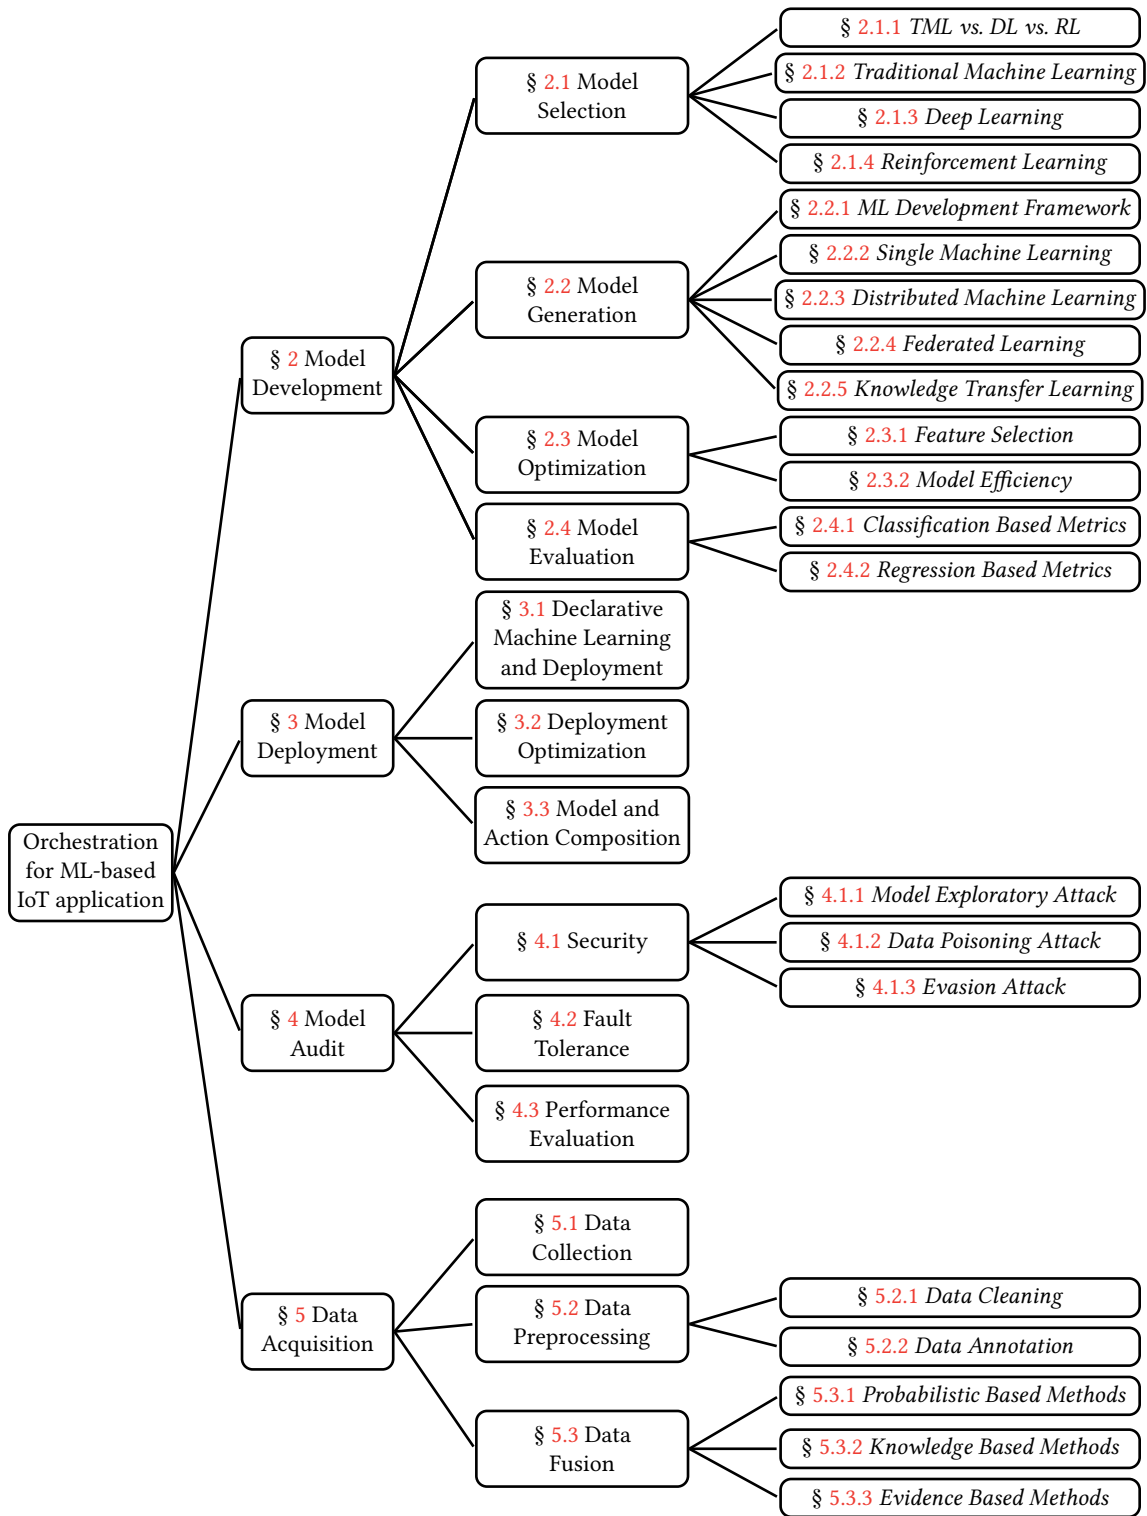 Orchestration
for ML-based
IoT application
§ 2 Model
Development
§ 2.1 Model
Selection
§ 2.1.1 TML vs. DL vs. RL
§ 2.1.2 Traditional Machine Learning
§ 2.1.3 Deep Learning
§ 2.1.4 Reinforcement Learning
§ 2.2 Model
Generation
§ 2.2.1 ML Development Framework
§ 2.2.2 Single Machine Learning
§ 2.2.3 Distributed Machine Learning
§ 2.2.4 Federated Learning
§ 2.2.5 Knowledge Transfer Learning
§ 2.3 Model
Optimization
§ 2.3.1 Feature Selection
§ 2.3.2 Model Efficiency
§ 2.4 Model
Evaluation
§ 2.4.1 Classification Based Metrics
§ 2.4.2 Regression Based Metrics
§ 3 Model
Deployment
§ 3.1 Declarative
Machine Learning
and Deployment
§ 3.2 Deployment
Optimization
§ 3.3 Model and
Action Composition
§ 4 Model
Audit
§ 4.1 Security
§ 4.1.1 Model Exploratory Attack
§ 4.1.2 Data Poisoning Attack
§ 4.1.3 Evasion Attack
§ 4.2 Fault
Tolerance
§ 4.3 Performance
Evaluation
§ 5 Data
Acquisition
§ 5.1 Data
Collection
§ 5.2 Data
Preprocessing
§ 5.2.1 Data Cleaning
§ 5.2.2 Data Annotation
§ 5.3 Data
Fusion
§ 5.3.1 Probabilistic Based Methods
§ 5.3.2 Knowledge Based Methods
§ 5.3.3 Evidence Based Methods